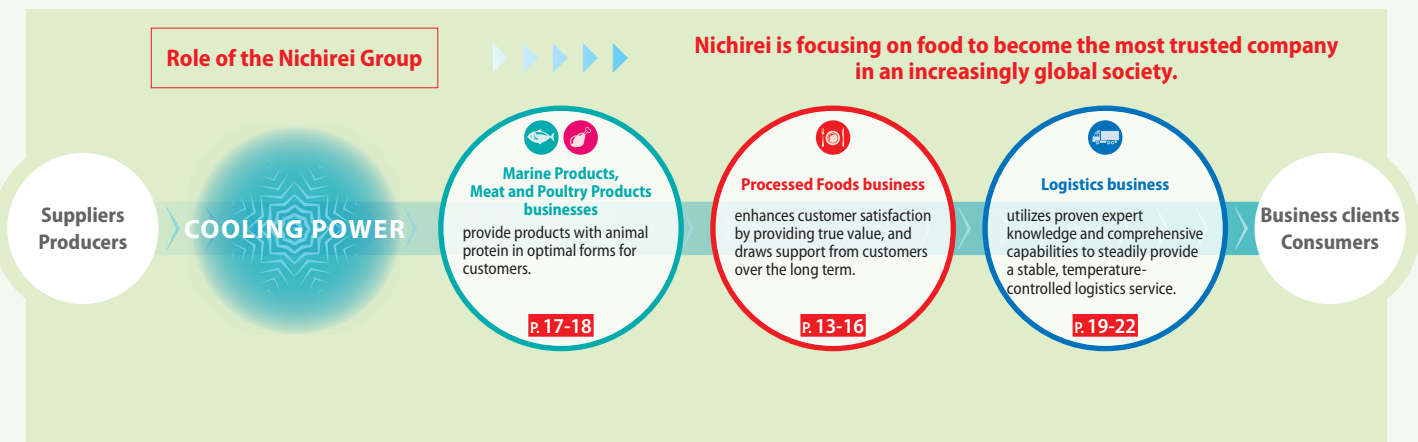 Role of the Nichirei Group
Nichirei is focusing on food to become the most trusted company
in an increasingly global society.
Suppliers
Producers
COOLING POWER
Marine Products,
Meat and Poultry Products
businesses
provide products with animal
protein in optimal forms for
customers.
P. 17-18
Processed Foods business
enhances customer satisfaction
by providing true value, and
draws support from customers
over the long term.
P. 13-16
Logistics business
utilizes proven expert
knowledge and comprehensive
capabilities to steadily provide
a stable, temperature-
controlled logistics service.
P. 19-22
Business clients
Consumers